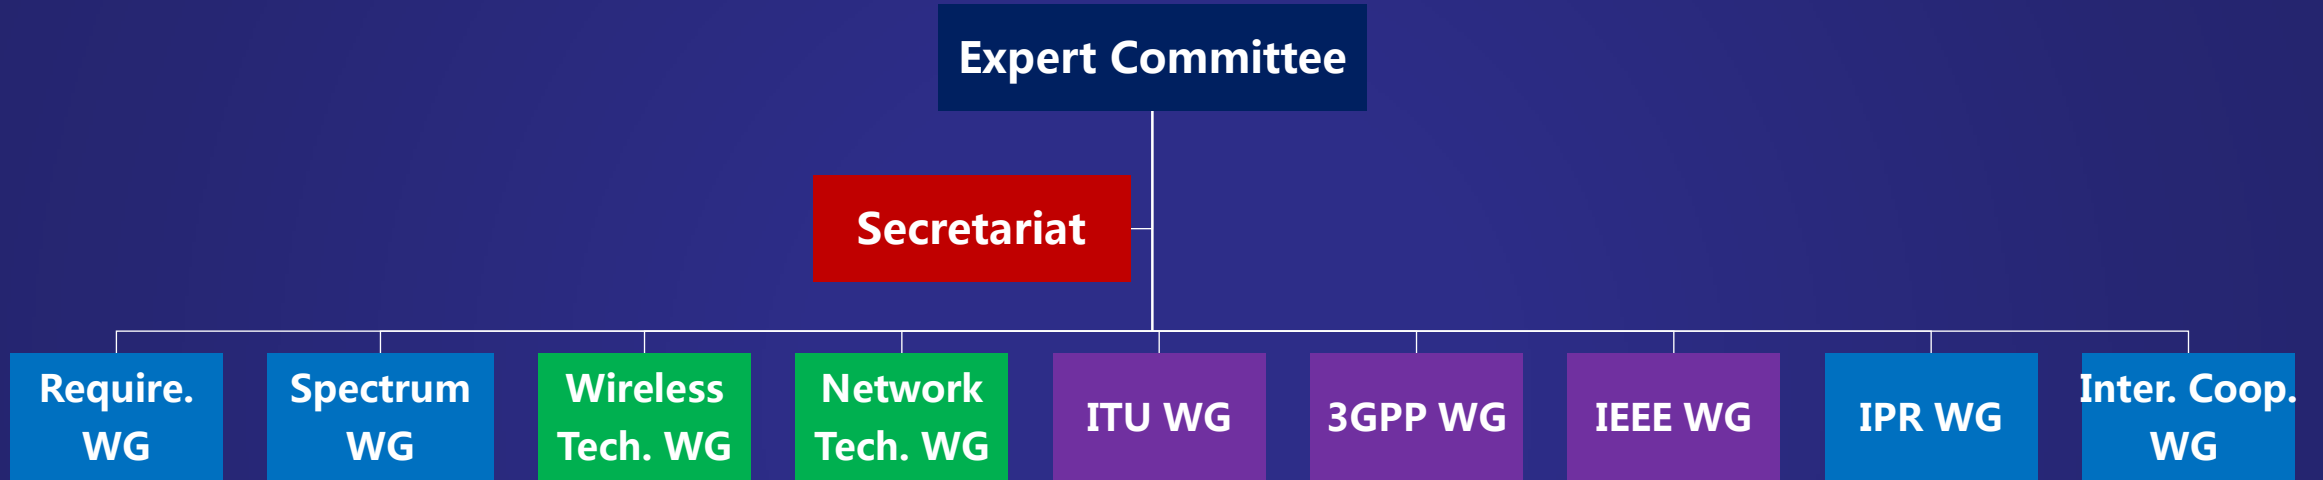 Expert Committee
Secretariat
Require.
WG
Spectrum
WG
Wireless
Tech. WG
Network
Tech. WG
ITU WG
3GPP WG
IEEE WG
IPR WG
Inter. Coop.
WG